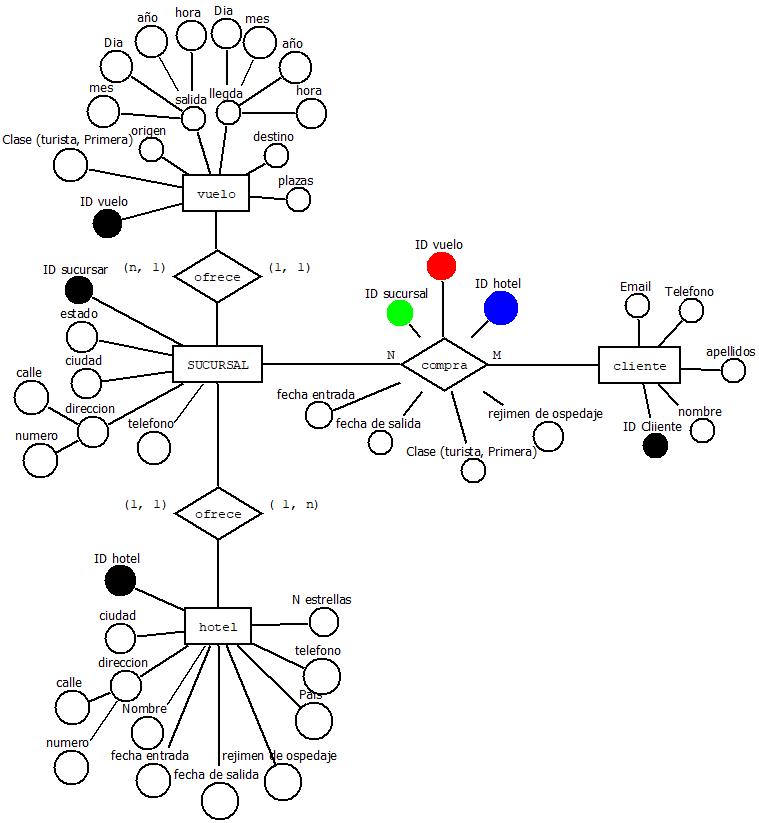 año
hora
Dia
mes
Dia
año
mes
salida
llegda
hora
Clase (turista, Primera)
origen
destino
vuelo
plazas
ID vuelo
ID sucursar
(n, 1)
ofrece
(1, 1)
ID vuelo
ID sucursal
ID hotel
Email
Telefono
estado
ciudad
SUCURSAL
N
compra
M
cliente
apellidos
calle
direccion
numero
telefono
fecha entrada
fecha de salida
rejimen de ospedaje
Clase (turista, Primera)
nombre
ID Cliiente
(1, 1)
ofrece
( 1, n)
ID hotel
ciudad
hotel
N estrellas
direccion
telefono
calle
Nombre
Pais
numero
fecha entrada
fecha de salida
rejimen de ospedaje